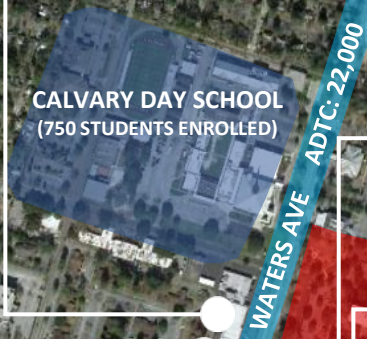 CALVARY DAY SCHOOL
(750 STUDENTS ENROLLED)
WATERS AVE ADTC: 22,000